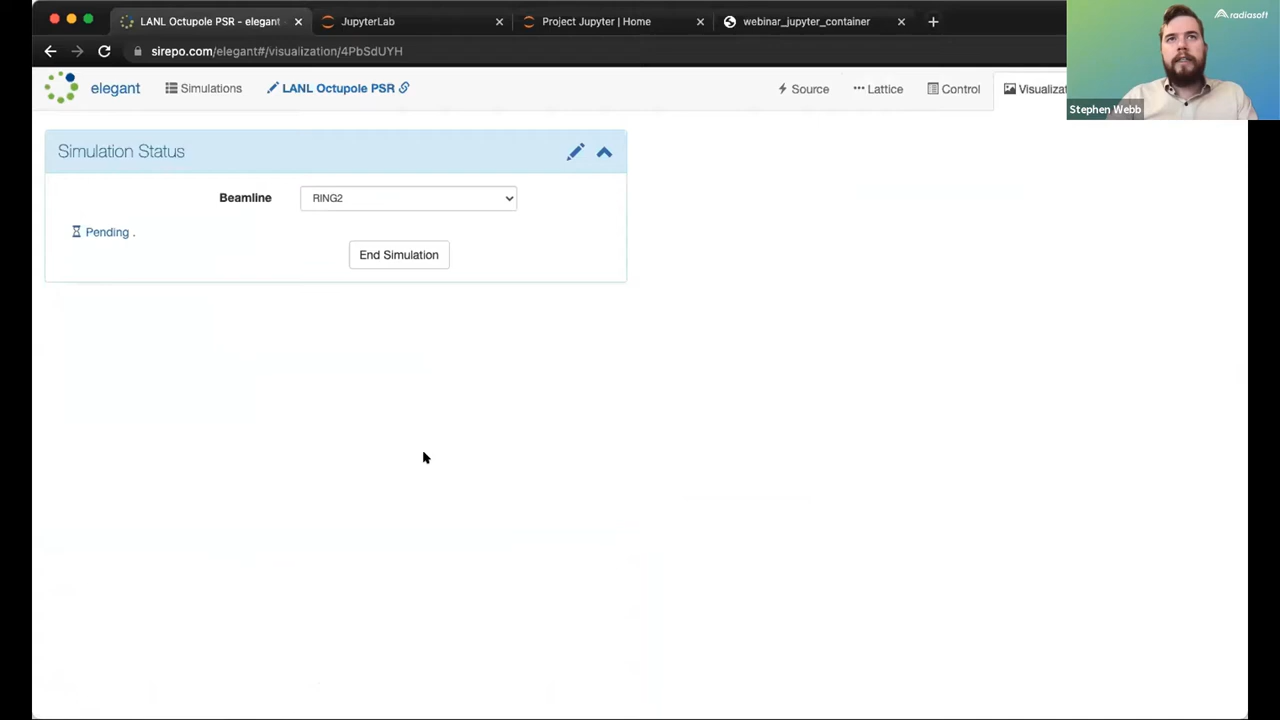 LANL Octupole PSR - elegant
JupyterLab
Project Jupyter | Home
webinar_jupyter_container
sirepo.com/elegant#/visualization/4PbSdUYH
elegant
Simulations
LANL Octupole PSR
Source
Lattice
Control
Visualizat
radiasoft
Stephen Webb
Simulation Status
Beamline
RING2
Pending .
End Simulation